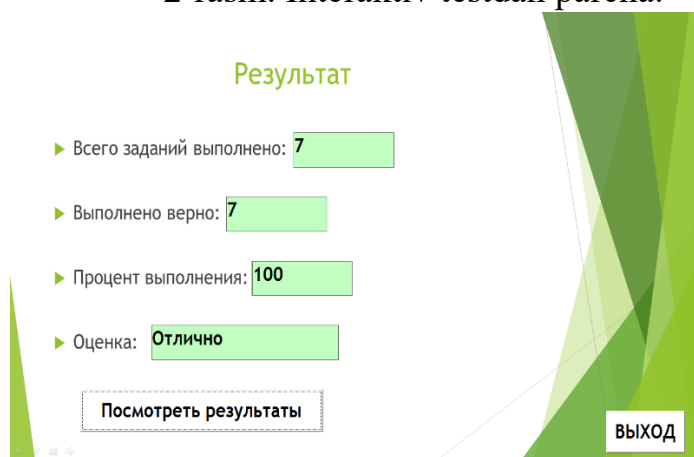 Результат
Всего заданий выполнено: 7
Выполнено верно: 7
Процент выполнения: 100
Оценка: Отлично
Посмотреть результаты
ВЫХОД